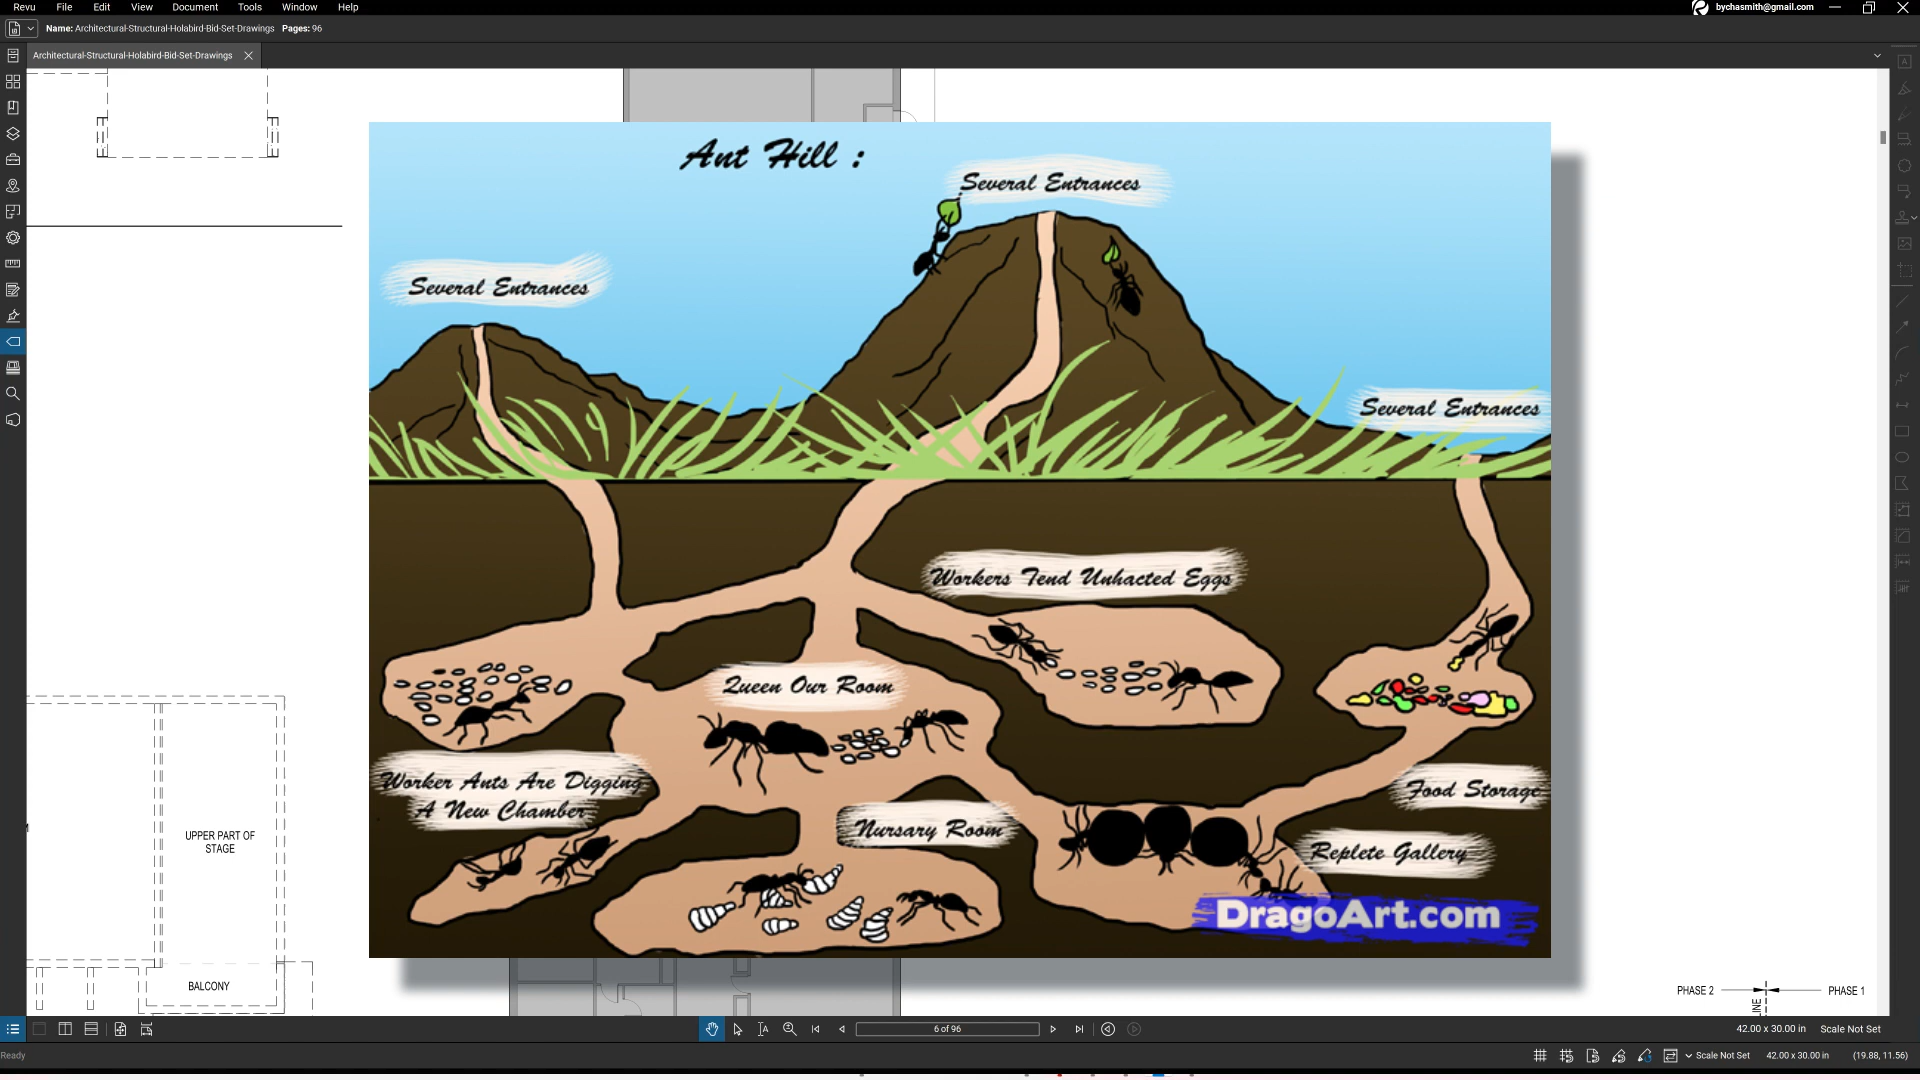 Revu File Edit View Document Tools Window Help
bychasmith@gmail.com
Name: Architectural-Structural-Holabird-Bid-Set-Drawings Pages: 96
Architectural-Structural-Holabird-Bid-Set-Drawings
Ant Hill :
Several Entrances
Several Entrances
Several Entrances
Workers Tend Unhacted Eggs
Queen Our Room
Worker Ants Are Digging
A New Chamber
Food Storage
Nursary Room
Replete Gallery
DragoArt.com
UPPER PART OF
STAGE
BALCONY
PHASE 2
PHASE 1
LINE
6 of 96
42.00 x 30.00 in
Scale Not Set
Ready
Scale Not Set
42.00 x 30.00 in
(19.88, 11.56)